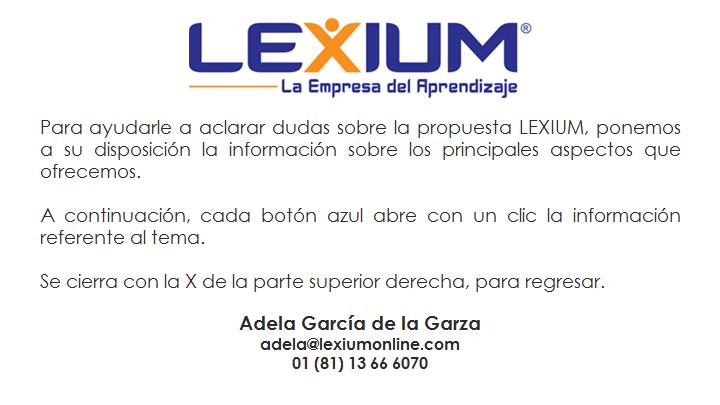 LEXIUM®
La Empresa del Aprendizaje
Para ayudarle a aclarar dudas sobre la propuesta LEXIUM, ponemos
a su disposición la información sobre los principales aspectos que
ofrecemos.
A continuación, cada botón azul abre con un clic la información
referente al tema.
Se cierra con la X de la parte superior derecha, para regresar.
Adela García de la Garza
adela@lexiumonline.com
01 (81) 13 66 6070